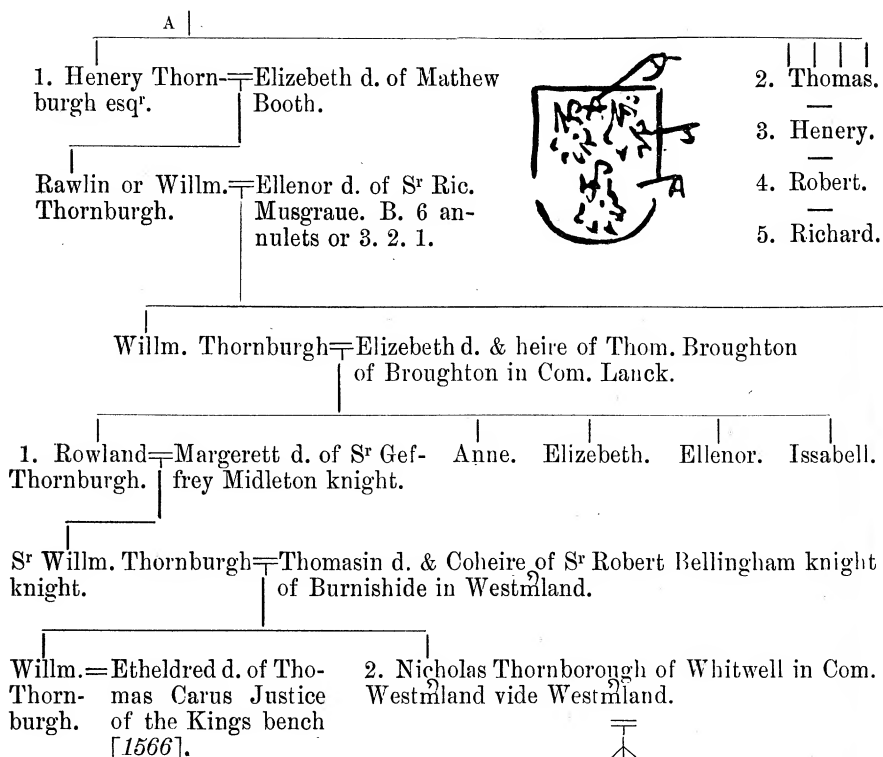 A
1. Henery Thorn-
burgh esqr.
Elizebeth d. of Mathew
Booth.
2. Thomas.
3. Henery.
4. Robert.
5. Richard.
A
Rawlin or Willm.
Thornburgh.
Ellenor d. of Sr Ric.
Musgraue. B. 6 an-
nulets or 3. 2. 1.
Willm. Thornburgh
Elizebeth d. & heire of Thom. Broughton
of Broughton in Com. Lanck.
1. Rowland
Thornburgh.
Margerett d. of Sr Gef-
frey Midleton knight.
Anne. Elizebeth. Ellenor. Issabell.
Sr Willm. Thornburgh
knight.
Thomasin d. & Coheire of Sr Robert Bellingham knight
of Burnishide in Westmland.
Willm.
Thorn-
burgh.
Etheldred d. of Tho-
mas Carus Justice
of the Kings bench
[1566].
2. Nicholas Thornborough of Whitwell in Com.
Westmland vide Westmland.